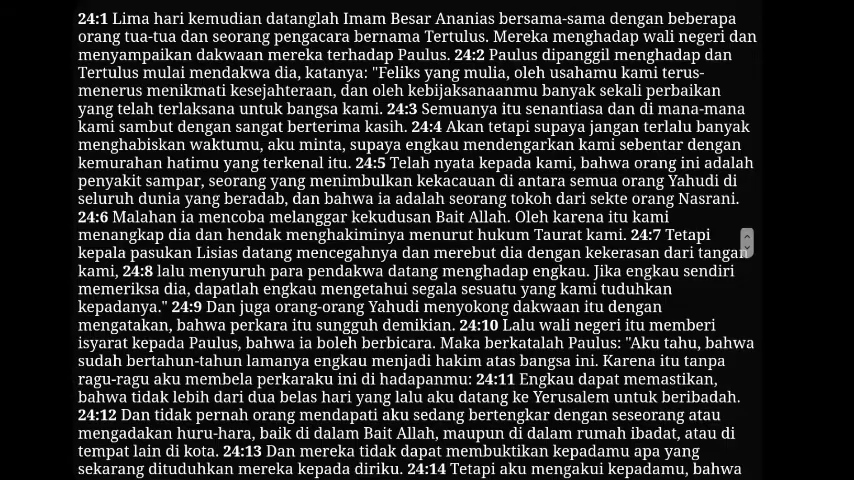 24:1 Lima hari kemudian datanglah Imam Besar Ananias bersama-sama dengan beberapa
orang tua-tua dan seorang pengacara bernama Tertulus. Mereka menghadap wali negeri dan
menyampaikan dakwaan mereka terhadap Paulus. 24:2 Paulus dipanggil menghadap dan
Tertulus mulai mendakwa dia, katanya: "Feliks yang mulia, oleh usahamu kami terus-
menerus menikmati kesejahteraan, dan oleh kebijaksanaanmu banyak sekali perbaikan
yang telah terlaksana untuk bangsa kami. 24:3 Semuanya itu senantiasa dan di mana-mana
kami sambut dengan sangat berterima kasih. 24:4 Akan tetapi supaya jangan terlalu banyak
menghabiskan waktumu, aku minta, supaya engkau mendengarkan kami sebentar dengan
kemurahan hatimu yang terkenal itu. 24:5 Telah nyata kepada kami, bahwa orang ini adalah
penyakit sampar, seorang yang menimbulkan kekacauan di antara semua orang Yahudi di
seluruh dunia yang beradab, dan bahwa ia adalah seorang tokoh dari sekte orang Nasrani.
24:6 Malahan ia mencoba melanggar kekudusan Bait Allah. Oleh karena itu kami
menangkap dia dan hendak menghakiminya menurut hukum Taurat kami. 24:7 Tetapi
kepala pasukan Lisias datang mencegahnya dan merebut dia dengan kekerasan dari tangan
kami, 24:8 lalu menyuruh para pendakwa datang menghadap engkau. Jika engkau sendiri
memeriksa dia, dapatlah engkau mengetahui segala sesuatu yang kami tuduhkan
kepadanya." 24:9 Dan juga orang-orang Yahudi menyokong dakwaan itu dengan
mengatakan, bahwa perkara itu sungguh demikian. 24:10 Lalu wali negeri itu memberi
isyarat kepada Paulus, bahwa ia boleh berbicara. Maka berkatalah Paulus: "Aku tahu, bahwa
sudah bertahun-tahun lamanya engkau menjadi hakim atas bangsa ini. Karena itu tanpa
ragu-ragu aku membela perkaraku ini di hadapanmu: 24:11 Engkau dapat memastikan,
bahwa tidak lebih dari dua belas hari yang lalu aku datang ke Yerusalem untuk beribadah.
24:12 Dan tidak pernah orang mendapati aku sedang bertengkar dengan seseorang atau
mengadakan huru-hara, baik di dalam Bait Allah, maupun di dalam rumah ibadat, atau di
tempat lain di kota. 24:13 Dan mereka tidak dapat membuktikan kepadamu apa yang
sekarang dituduhkan mereka kepada diriku. 24:14 Tetapi aku mengakui kepadamu, bahwa